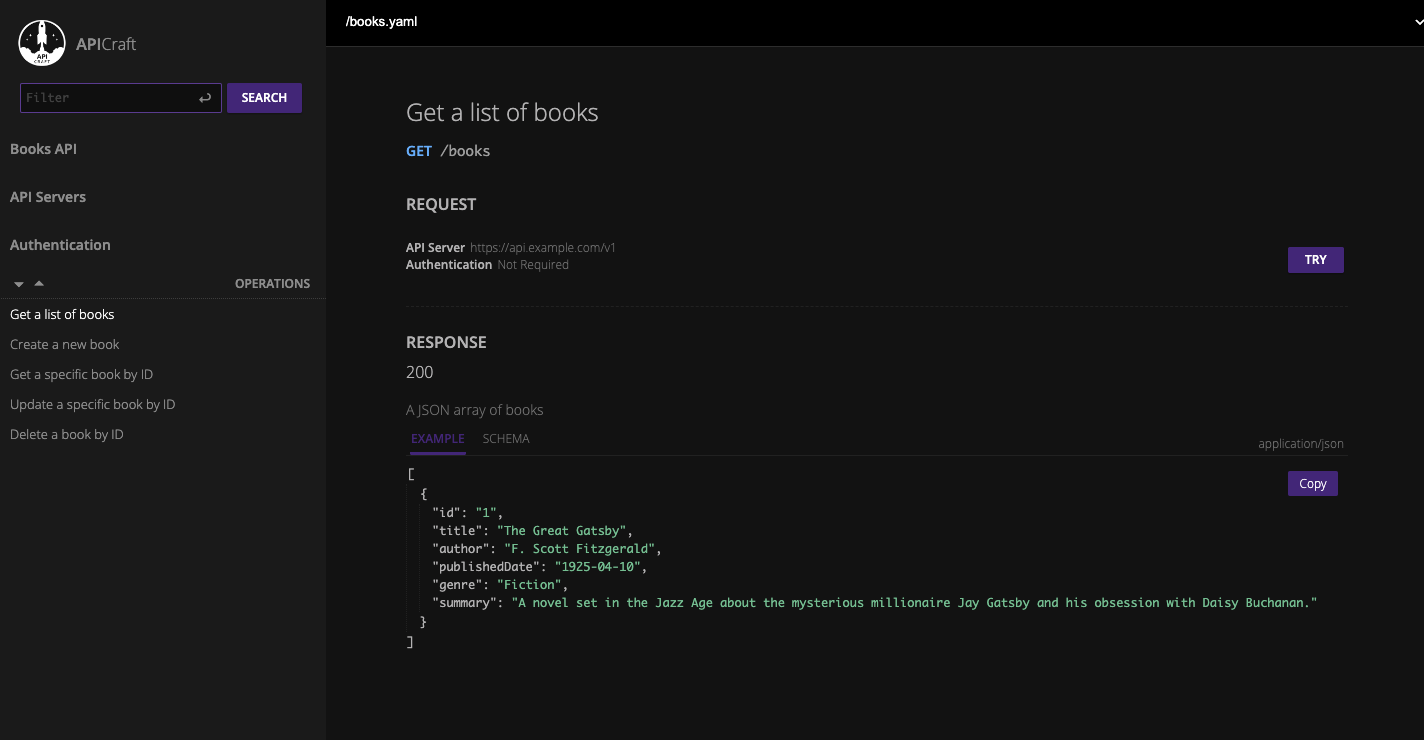 API
CRAFT
APICraft
Filter
SEARCH
Books API
API Servers
Authentication
OPERATIONS
Get a list of books
Create a new book
Get a specific book by ID
Update a specific book by ID
Delete a book by ID
/books.yaml
Get a list of books
GET /books
REQUEST
API Server https://api.example.com/v1
Authentication Not Required
TRY
RESPONSE
200
A JSON array of books
EXAMPLE SCHEMA application/json
Copy
[
{
"id": "1",
"title": "The Great Gatsby",
"author": "F. Scott Fitzgerald",
"publishedDate": "1925-04-10",
"genre": "Fiction",
"summary": "A novel set in the Jazz Age about the mysterious millionaire Jay Gatsby and his obsession with Daisy Buchanan."
}
]